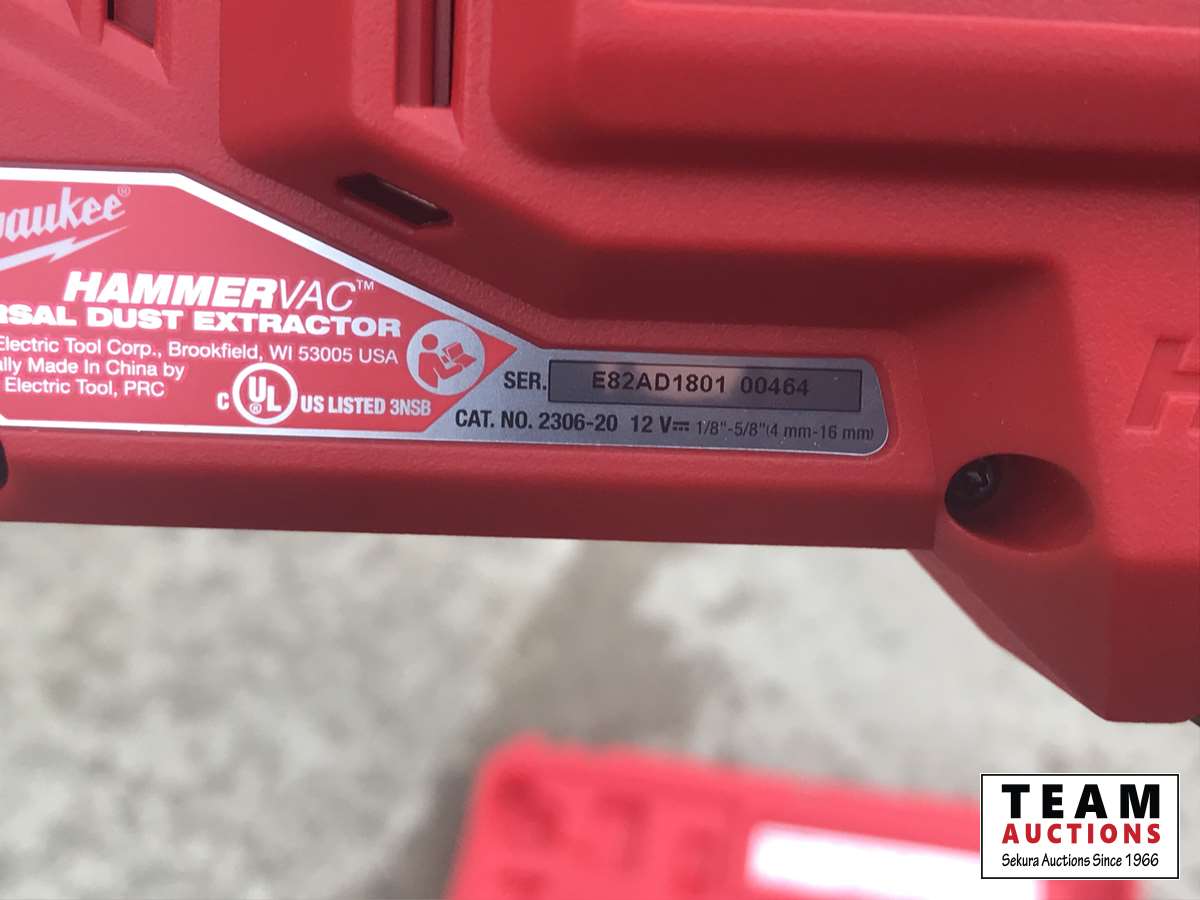 waukee®
HAMMERVAC™
RSAL DUST EXTRACTOR
Electric Tool Corp., Brookfield, WI 53005 USA
ally Made In China by
Electric Tool, PRC
C UL® US LISTED 3NSB
SER. E82AD1801 00464
CAT. NO. 2306-20 12 V 1/8"-5/8"(4 mm-16 mm)
TEAM
AUCTIONS
Sekura Auctions Since 1966